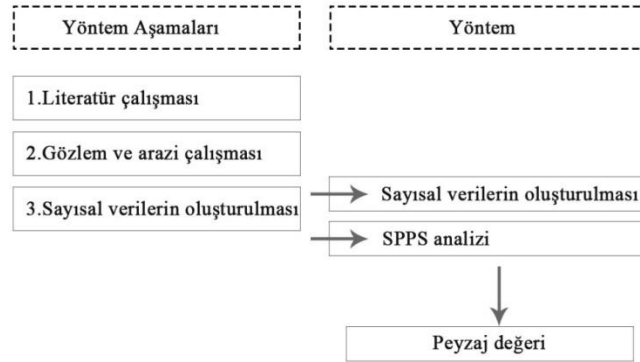 Yöntem Aşamaları
Yöntem
1.Literatür çalışması
2.Gözlem ve arazi çalışması
3.Sayısal verilerin oluşturulması
Sayısal verilerin oluşturulması
SPPS analizi
Peyzaj değeri